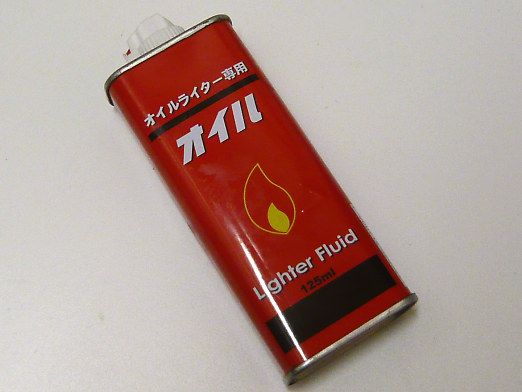 オイルライター専用
オイル
Lighter Fluid
125ml